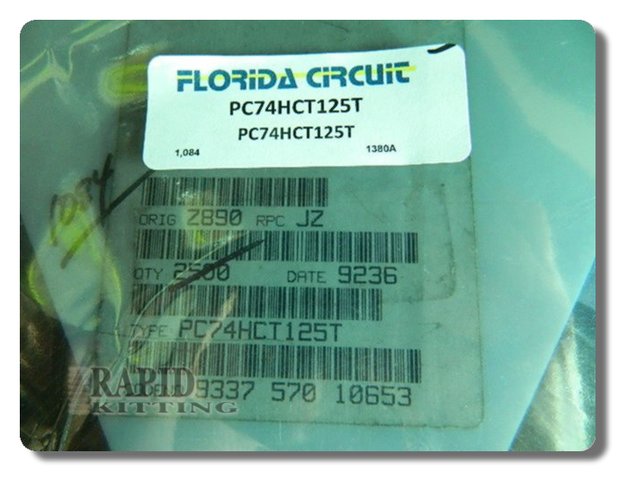 FLORIDA CIRCUIT
PC74HCT125T
PC74HCT125T
1,084 1380A
1084
ORIG Z890 RPC JZ
QTY 2500 DATE 9236
TYPE PC74HCT125T
9337 570 10653
RAPID
KITTING